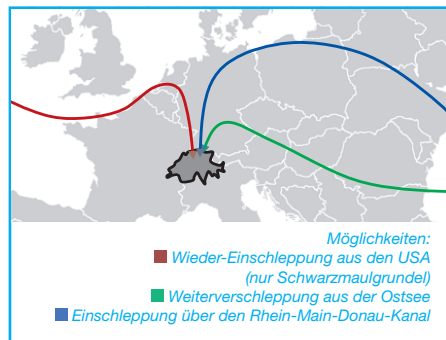 Möglichkeiten:
Wieder-Einschleppung aus den USA
(nur Schwarzmaulgrundel)
Weiterverschleppung aus der Ostsee
Einschleppung über den Rhein-Main-Donau-Kanal